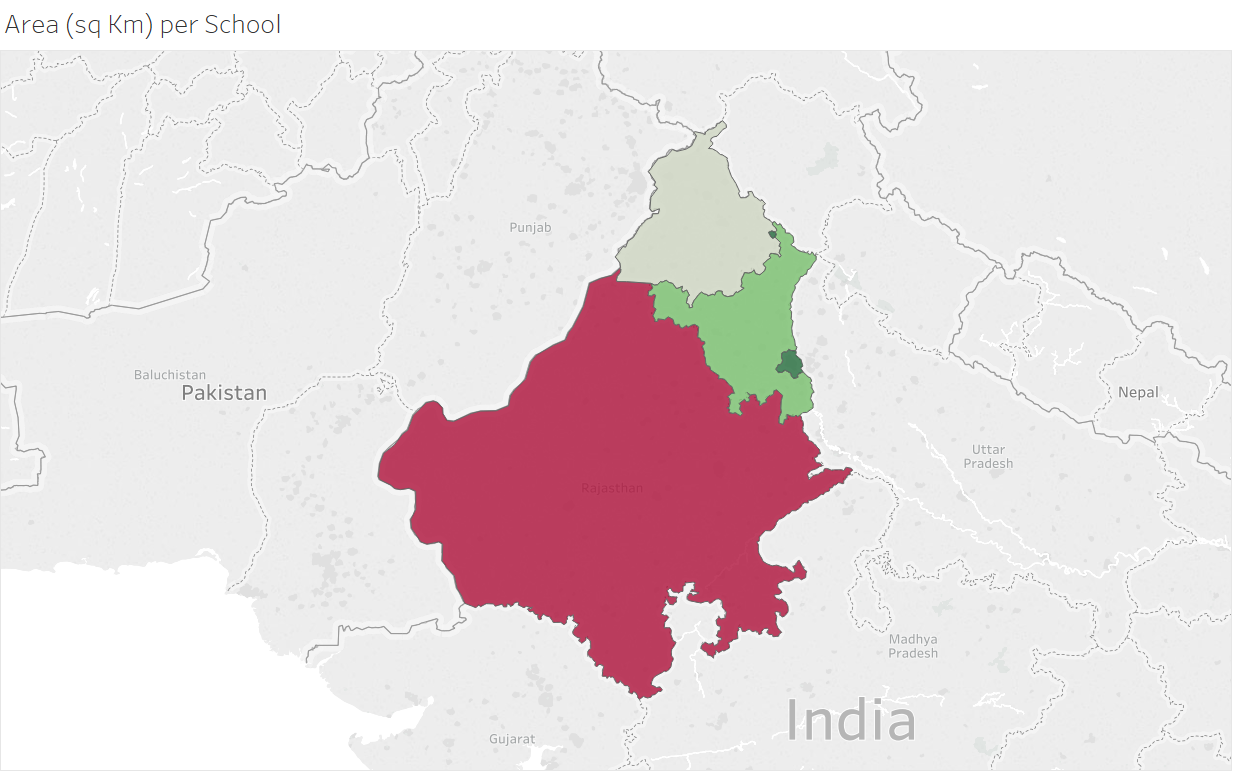 Area (sq Km) per School
Punjab
Baluchistan
Pakistan
Nepal
Uttar
Pradesh
Rajasthan
Madhya
Pradesh
India
Gujarat